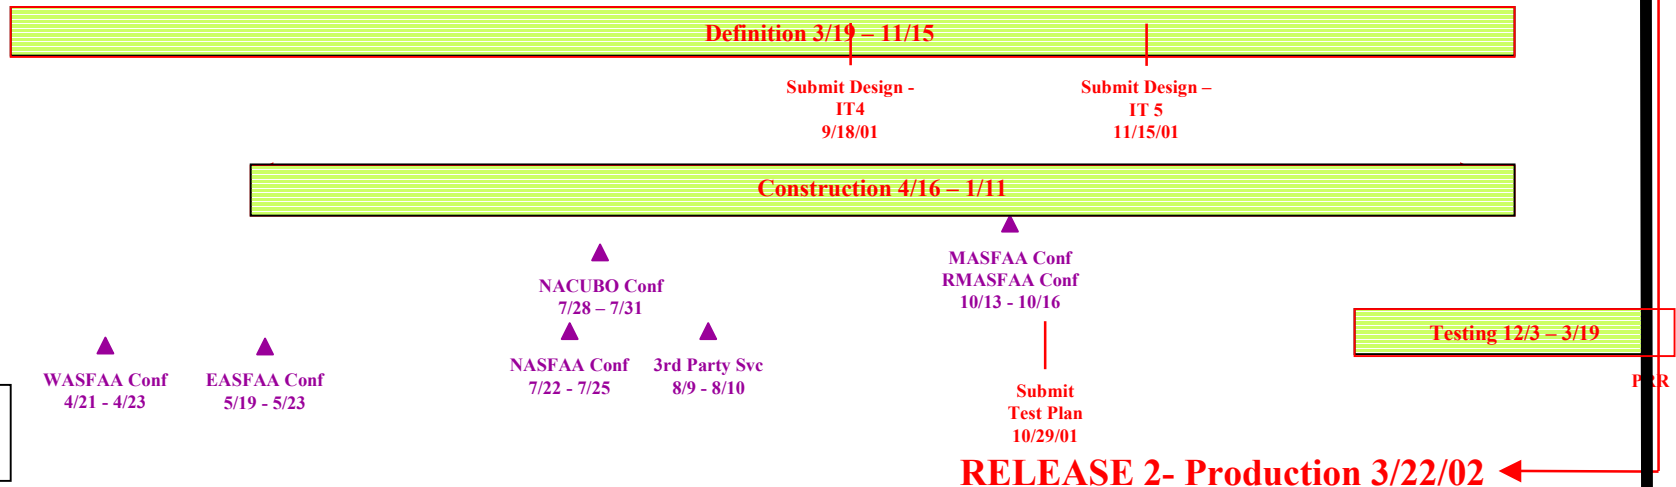 Definition 3/19 – 11/15
Submit Design -
IT4
9/18/01
Submit Design –
IT 5
11/15/01
Construction 4/16 – 1/11
MASFAA Conf
RMASFAA Conf
10/13 - 10/16
NACUBO Conf
7/28 – 7/31
Testing 12/3 – 3/19
NASFAA Conf
7/22 - 7/25
3rd Party Svc
8/9 - 8/10
WASFAA Conf
4/21 - 4/23
EASFAA Conf
5/19 - 5/23
PRR
Submit
Test Plan
10/29/01
RELEASE 2- Production 3/22/02